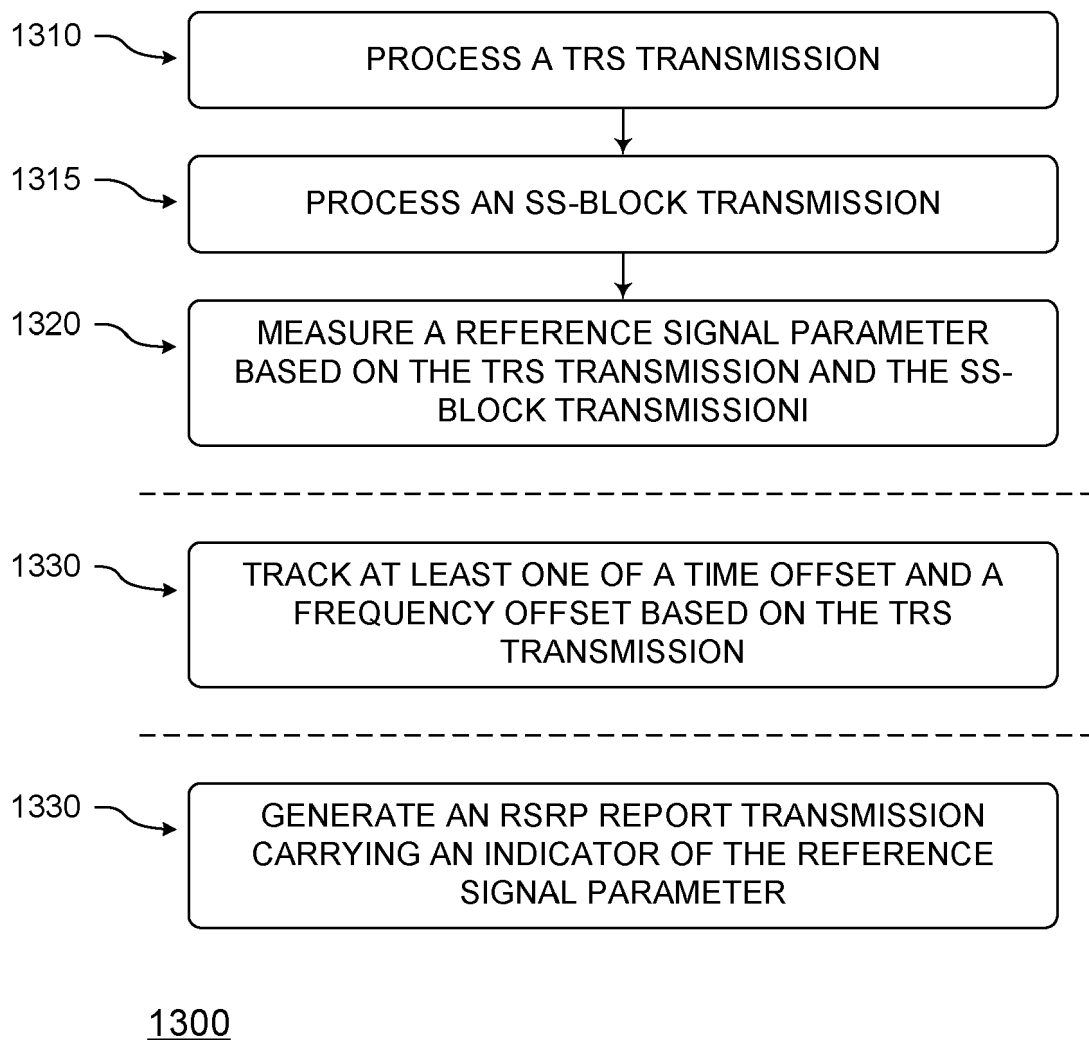 1310
PROCESS A TRS TRANSMISSION
1315
PROCESS AN SS-BLOCK TRANSMISSION
1320
MEASURE A REFERENCE SIGNAL PARAMETER
BASED ON THE TRS TRANSMISSION AND THE SS-
BLOCK TRANSMISSIONI
1330
TRACK AT LEAST ONE OF A TIME OFFSET AND A
FREQUENCY OFFSET BASED ON THE TRS
TRANSMISSION
1330
GENERATE AN RSRP REPORT TRANSMISSION
CARRYING AN INDICATOR OF THE REFERENCE
SIGNAL PARAMETER
1300